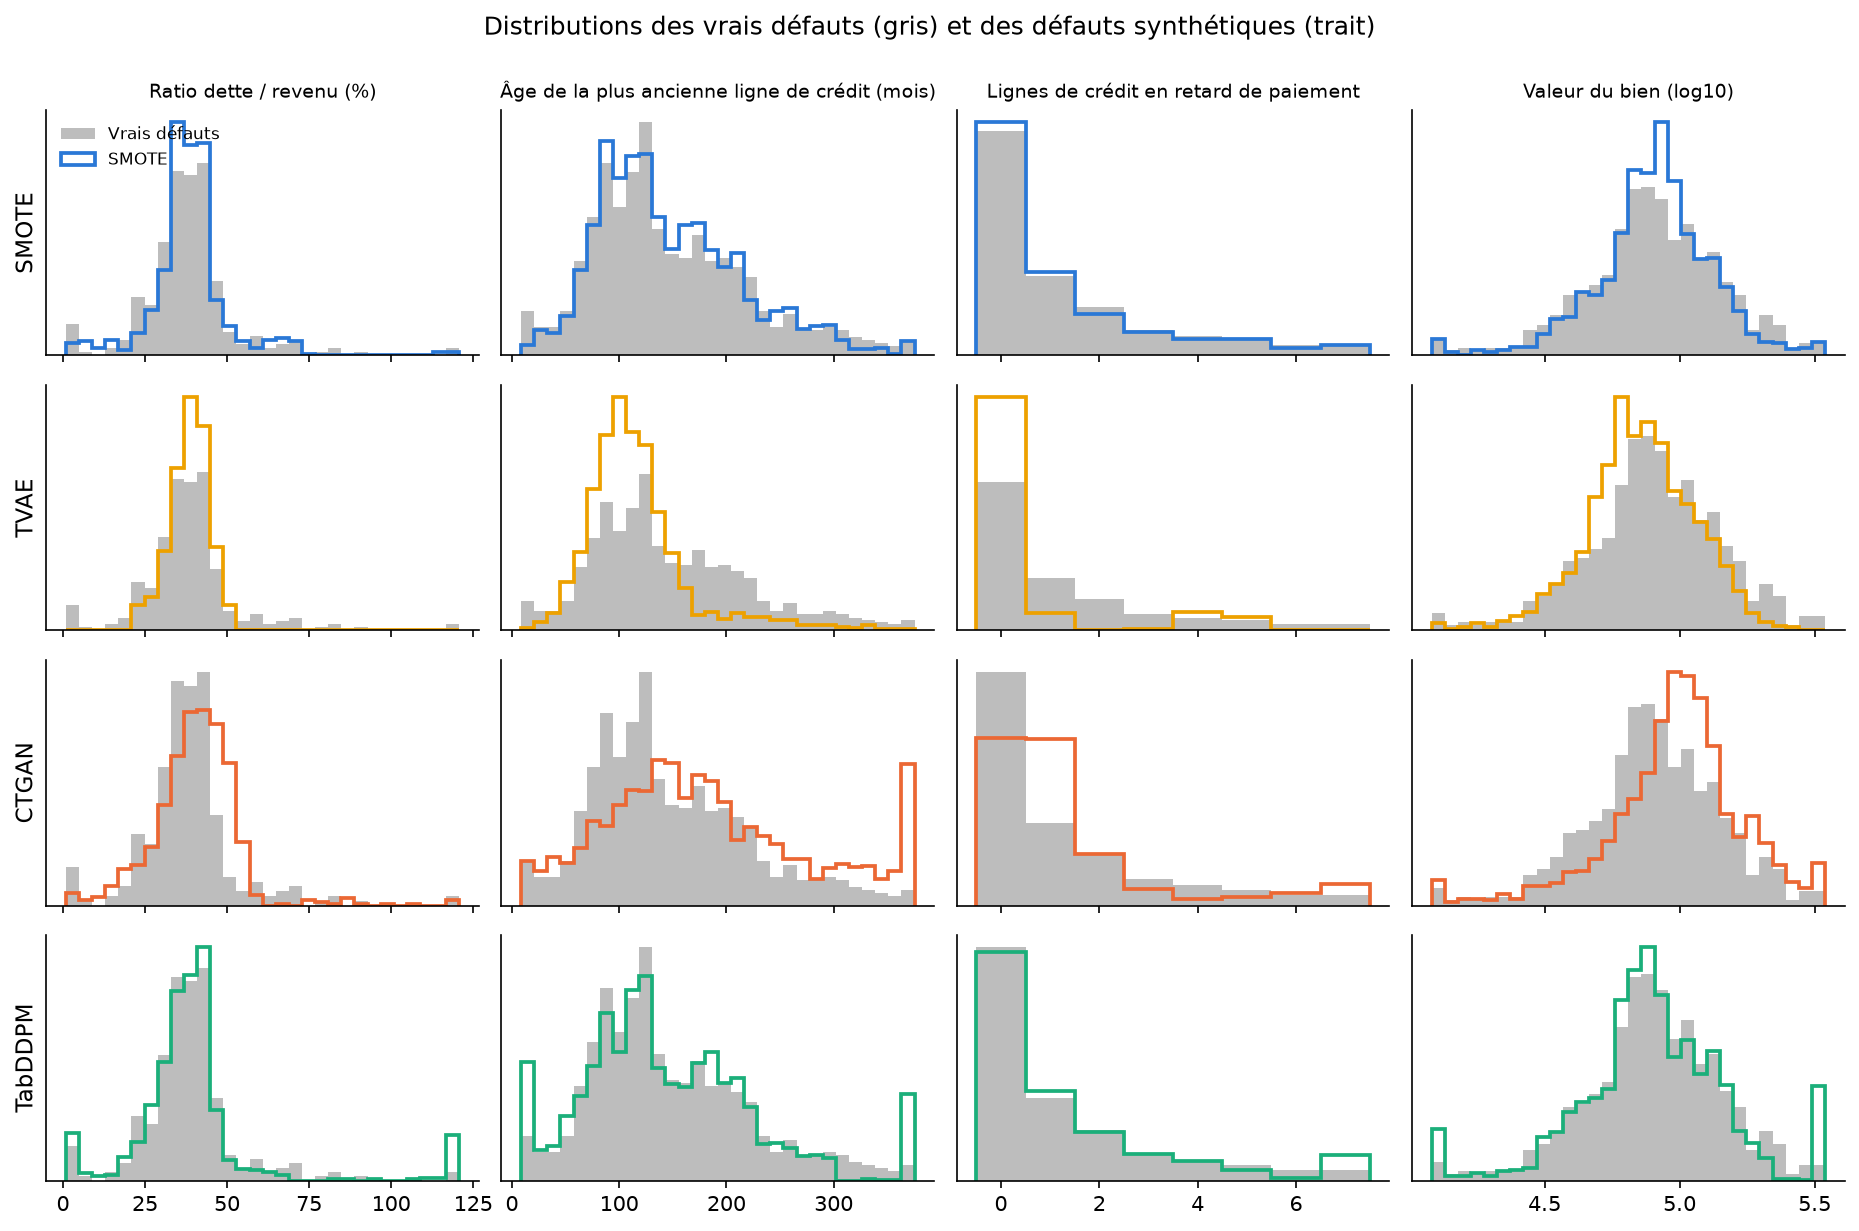 Distributions des vrais défauts (gris) et des défauts synthétiques (trait)
Ratio dette / revenu (%)
Âge de la plus ancienne ligne de crédit (mois)
Lignes de crédit en retard de paiement
Valeur du bien (log10)
Vrais défauts
SMOTE
SMOTE
TVAE
CTGAN
TabDDPM
0 25 50 75 100 125
0 100 200 300
0 2 4 6
4.5 5.0 5.5